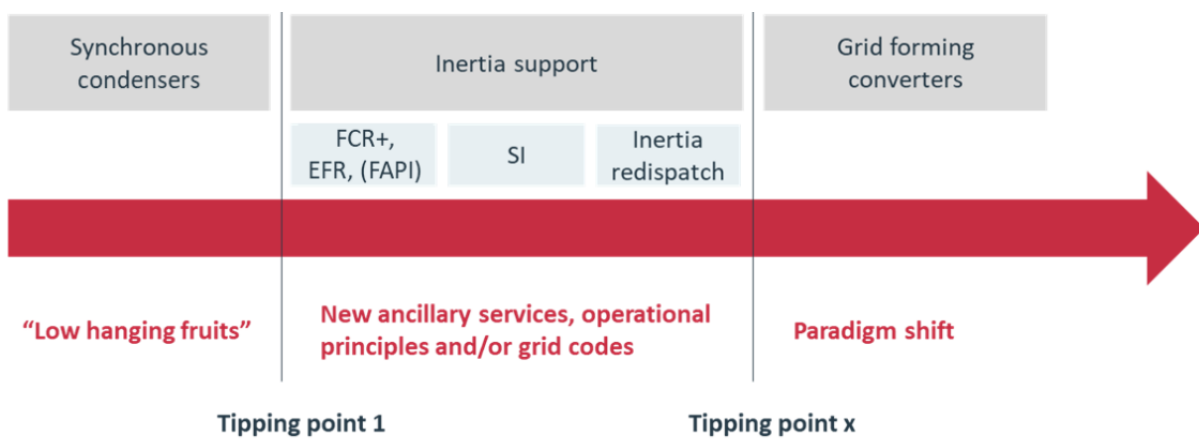 Synchronous
condensers
Inertia support
Grid forming
converters
FCR+,
EFR, (FAPI)
SI
Inertia
redispatch
“Low hanging fruits”
New ancillary services, operational
principles and/or grid codes
Paradigm shift
Tipping point 1
Tipping point x